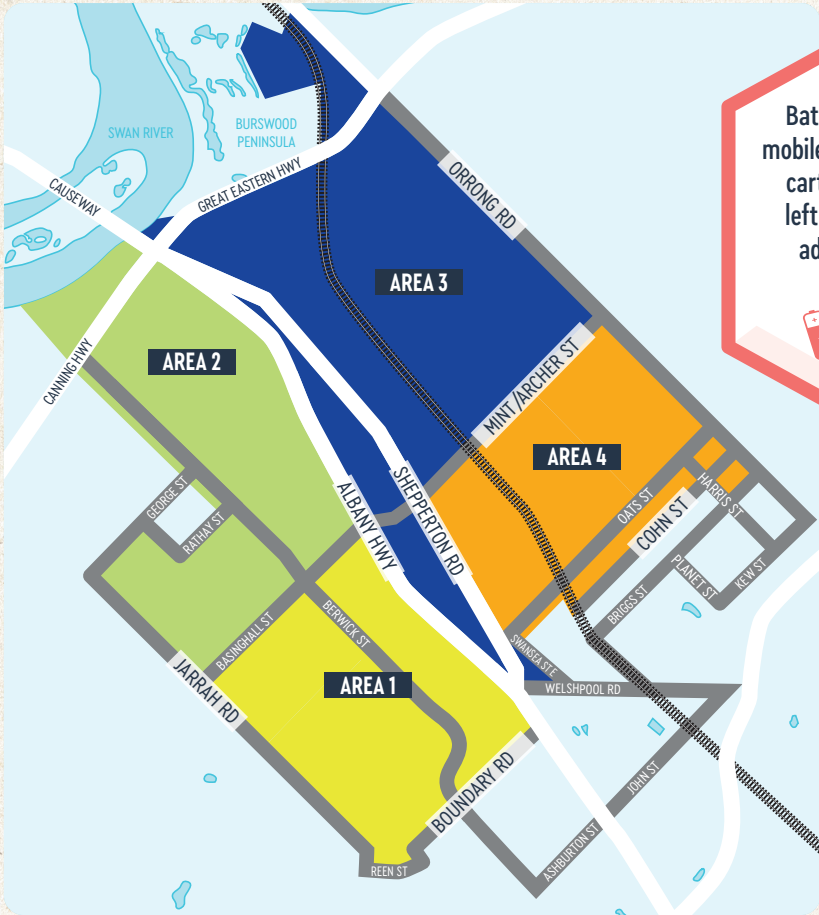 SWAN RIVER
BURSWOOD
PENINSULA
CAUSEWAY
GREAT EASTERN HWY
ORRONG RD
AREA 3
AREA 2
CANNING HWY
MINT/ARCHER ST
AREA 4
GEORGE ST
RATHAY ST
ALBANY HWY
SHEPPERTON RD
OATS ST
COHN ST
HARRIS ST
PLANET ST
KEW ST
BRIGGS ST
BASINGHALL ST
BERWICK ST
SWANSEA ST E
JARRAH RD
AREA 1
WELSHPOOL RD
BOUNDARY RD
JOHN ST
ASHBURTON ST
REEN ST
Bat
mobile
cart
left
ad